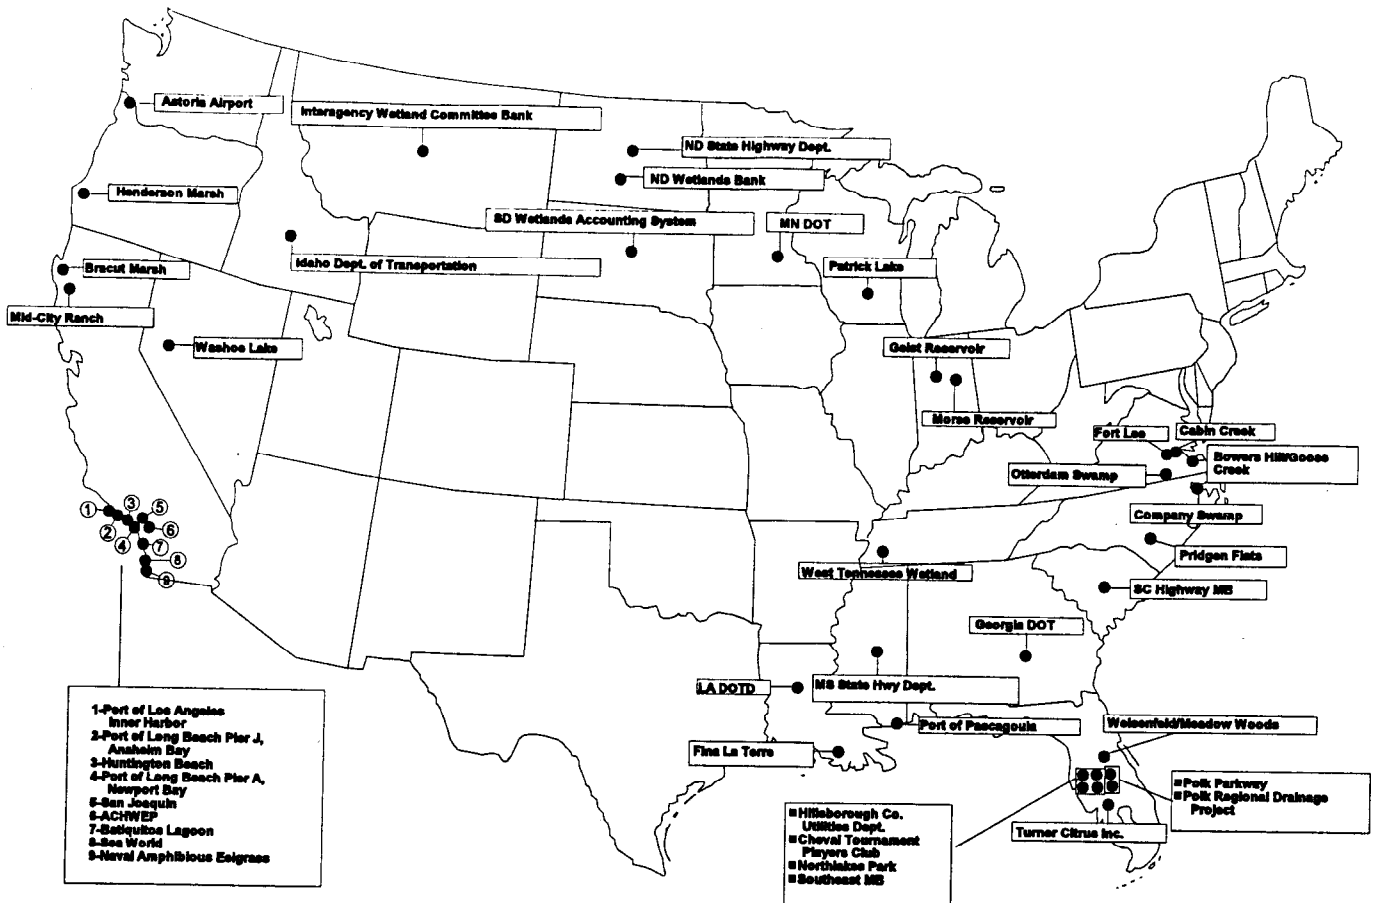 Astoria Airport
Interagency Wetland Committee Bank
ND State Highway Dept.
Henderson Marsh
ND Wetlands Bank
SD Wetlands Accounting System
MN DOT
Bracut Marsh
Idaho Dept. of Transportation
Patrick Lake
Mid-City Ranch
Washoe Lake
Geist Reservoir
Morse Reservoir
Fort Lee
Cabin Creek
Bowers Hill/Goose
Creek
Otterdam Swamp
Company Swamp
Pridgen Flats
West Tennessee Wetland
SC Highway MB
Georgia DOT
1
2
3
4
5
6
7
8
9
LA DOTD
MS State Hwy Dept.
Port of Pascagoula
Weisenfeld/Meadow Woods
Fina La Terre
1-Port of Los Angeles
Inner Harbor
2-Port of Long Beach Pier J,
Anaheim Bay
3-Huntington Beach
4-Port of Long Beach Pier A,
Newport Bay
5-San Joaquin
6-ACHWEP
7-Batiquitos Lagoon
8-Sea World
9-Naval Amphibious Eelgrass
Polk Parkway
Polk Regional Drainage
Project
Turner Citrus Inc.
Hillsborough Co.
Utilities Dept.
Cheval Tournament
Players Club
Northlakes Park
Southeast MB